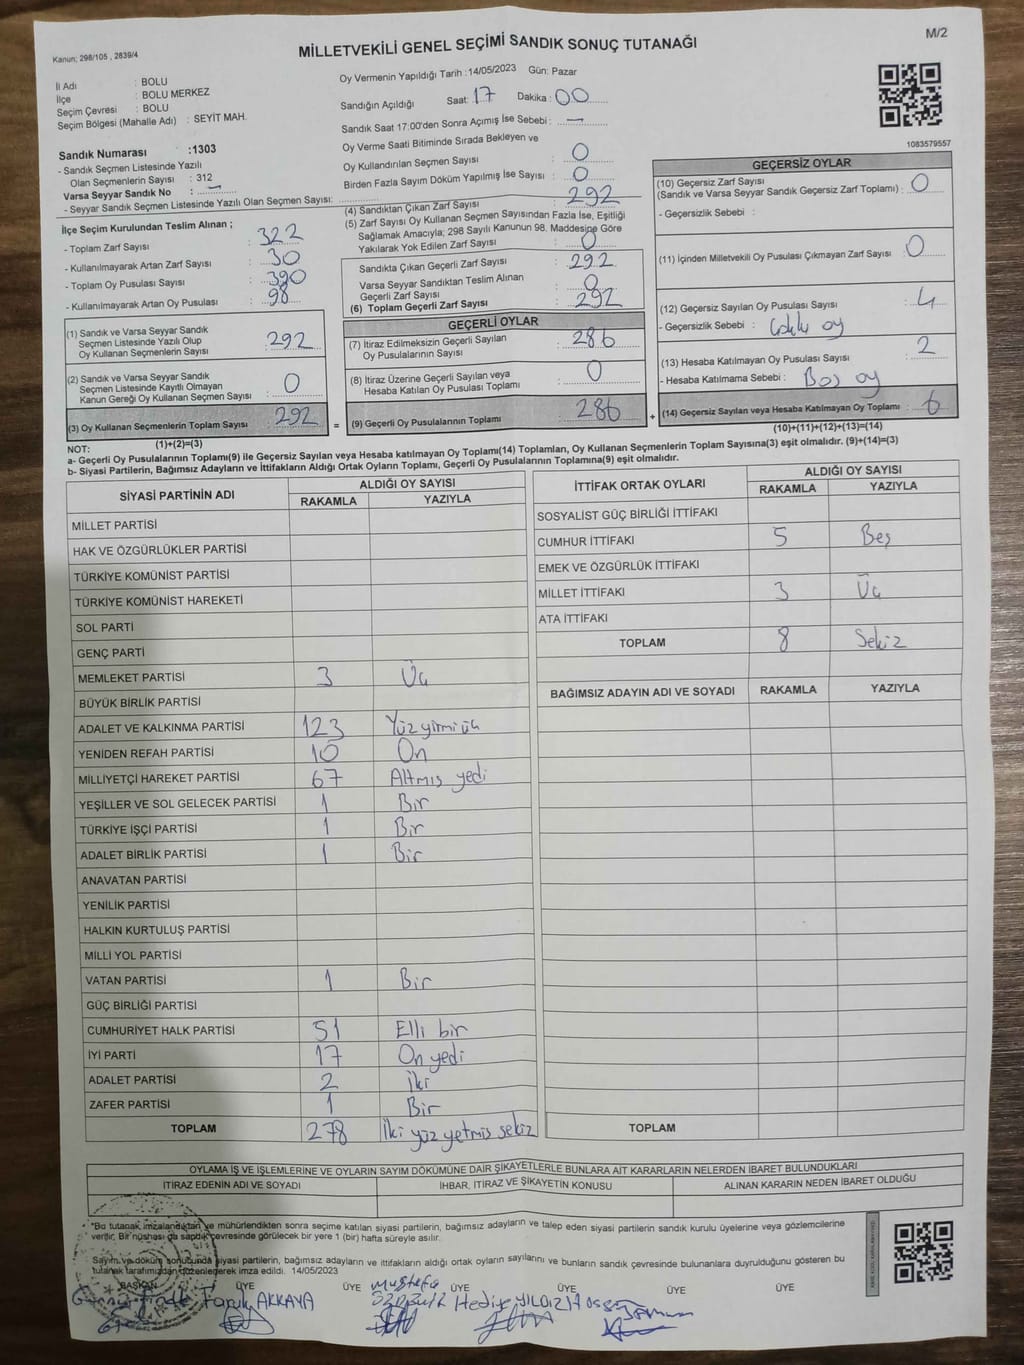 Kanun; 298/105 , 2839/4
MİLLETVEKİLİ GENEL SEÇİMİ SANDIK SONUÇ TUTANAĞI
M/2
İl Adı : BOLU
İlçe : BOLU MERKEZ
Seçim Çevresi : BOLU
Seçim Bölgesi (Mahalle Adı) : SEYİT MAH.
Oy Vermenin Yapıldığı Tarih : 14/05/2023 Gün: Pazar
Sandığın Açıldığı Saat: 17 Dakika : 00
Sandık Saat 17:00'den Sonra Açımış İse Sebebi : —
Oy Verme Saati Bitiminde Sırada Bekleyen ve
Oy Kullandırılan Seçmen Sayısı : 0
Birden Fazla Sayım Döküm Yapılmış İse Sayısı : 0
1083579557
Sandık Numarası :1303
- Sandık Seçmen Listesinde Yazılı
Olan Seçmenlerin Sayısı : 312
Varsa Seyyar Sandık No : —
- Seyyar Sandık Seçmen Listesinde Yazılı Olan Seçmen Sayısı:
İlçe Seçim Kurulundan Teslim Alınan ;
- Toplam Zarf Sayısı : 322
- Kullanılmayarak Artan Zarf Sayısı : 30
- Toplam Oy Pusulası Sayısı : 390
- Kullanılmayarak Artan Oy Pusulası : 98
(1) Sandık ve Varsa Seyyar Sandık
Seçmen Listesinde Yazılı Olup
Oy Kullanan Seçmenlerin Sayısı : 292
(2) Sandık ve Varsa Seyyar Sandık
Seçmen Listesinde Kayıtlı Olmayan
Kanun Gereği Oy Kullanan Seçmen Sayısı : 0
(3) Oy Kullanan Seçmenlerin Toplam Sayısı : 292
(1)+(2)=(3)
(4) Sandıktan Çıkan Zarf Sayısı : 292
(5) Zarf Sayısı Oy Kullanan Seçmen Sayısından Fazla İse, Eşitliği
Sağlamak Amacıyla; 298 Sayılı Kanunun 98. Maddesine Göre
Yakılarak Yok Edilen Zarf Sayısı : 0
Sandıkta Çıkan Geçerli Zarf Sayısı : 292
Varsa Seyyar Sandıktan Teslim Alınan
Geçerli Zarf Sayısı : 0
(6) Toplam Geçerli Zarf Sayısı : 292
GEÇERLİ OYLAR
(7) İtiraz Edilmeksizin Geçerli Sayılan
Oy Pusulalarının Sayısı : 286
(8) İtiraz Üzerine Geçerli Sayılan veya
Hesaba Katılan Oy Pusulası Toplamı : 0
= (9) Geçerli Oy Pusulalarının Toplamı : 286
GEÇERSİZ OYLAR
(10) Geçersiz Zarf Sayısı
(Sandık ve Varsa Seyyar Sandık Geçersiz Zarf Toplamı) : 0
- Geçersizlik Sebebi :
(11) İçinden Milletvekili Oy Pusulası Çıkmayan Zarf Sayısı : 0
(12) Geçersiz Sayılan Oy Pusulası Sayısı : 4
- Geçersizlik Sebebi : oy
(13) Hesaba Katılmayan Oy Pusulası Sayısı : 2
- Hesaba Katılmama Sebebi : Boş oy
+ (14) Geçersiz Sayılan veya Hesaba Katılmayan Oy Toplamı : 6
(10)+(11)+(12)+(13)=(14)
NOT:
a- Geçerli Oy Pusulalarının Toplamı(9) ile Geçersiz Sayılan veya Hesaba katılmayan Oy Toplamı(14) Toplamları, Oy Kullanan Seçmenlerin Toplam Sayısına(3) eşit olmalıdır. (9)+(14)=(3)
b- Siyasi Partilerin, Bağımsız Adayların ve İttifakların Aldığı Ortak Oyların Toplamı, Geçerli Oy Pusulalarının Toplamına(9) eşit olmalıdır.
SİYASİ PARTİNİN ADI ALDIĞI OY SAYISI
RAKAMLA YAZIYLA
MİLLET PARTİSİ
HAK VE ÖZGÜRLÜKLER PARTİSİ
TÜRKİYE KOMÜNİST PARTİSİ
TÜRKİYE KOMÜNİST HAREKETİ
SOL PARTİ
GENÇ PARTİ
MEMLEKET PARTİSİ 3 Üç
BÜYÜK BİRLİK PARTİSİ
ADALET VE KALKINMA PARTİSİ 123 Yüz yirmi üç
YENİDEN REFAH PARTİSİ 10 On
MİLLİYETÇİ HAREKET PARTİSİ 67 Altmış yedi
YEŞİLLER VE SOL GELECEK PARTİSİ 1 Bir
TÜRKİYE İŞÇİ PARTİSİ 1 Bir
ADALET BİRLİK PARTİSİ 1 Bir
ANAVATAN PARTİSİ
YENİLİK PARTİSİ
HALKIN KURTULUŞ PARTİSİ
MİLLİ YOL PARTİSİ
VATAN PARTİSİ 1 Bir
GÜÇ BİRLİĞİ PARTİSİ
CUMHURİYET HALK PARTİSİ 51 Elli bir
İYİ PARTİ 17 On yedi
ADALET PARTİSİ 2 İki
ZAFER PARTİSİ 1 Bir
TOPLAM 278 İki yüz yetmiş sekiz
İTTİFAK ORTAK OYLARI ALDIĞI OY SAYISI
RAKAMLA YAZIYLA
SOSYALİST GÜÇ BİRLİĞİ İTTİFAKI
CUMHUR İTTİFAKI 5 Beş
EMEK VE ÖZGÜRLÜK İTTİFAKI
MİLLET İTTİFAKI 3 Üç
ATA İTTİFAKI
TOPLAM 8 Sekiz
BAĞIMSIZ ADAYIN ADI VE SOYADI RAKAMLA YAZIYLA
TOPLAM
OYLAMA İŞ VE İŞLEMLERİNE VE OYLARIN SAYIM DÖKÜMÜNE DAİR ŞİKAYETLERLE BUNLARA AİT KARARLARIN NELERDEN İBARET BULUNDUKLARI
İTİRAZ EDENİN ADI VE SOYADI İHBAR, İTİRAZ VE ŞİKAYETİN KONUSU ALINAN KARARIN NEDEN İBARET OLDUĞU
"Bu tutanak imzalandıktan ve mühürlendikten sonra seçime katılan siyasi partilerin, bağımsız adayların ve talep eden siyasi partilerin sandık kurulu üyelerine veya gözlemcilerine
verilir. Bir nüshası da sandık çevresinde görülecek bir yere 1 (bir) hafta süreyle asılır.
Sayım ve döküm sonucunda siyasi partilerin, bağımsız adayların ve ittifakların aldığı ortak oyların sayılarını ve bunların sandık çevresinde bulunanlara duyrulduğunu gösteren bu
tutanak tarafımızdan düzenlenerek imza edildi. 14/05/2023
BAŞKAN ÜYE ÜYE ÜYE ÜYE ÜYE ÜYE
Faruk AKKAYA Mustafa Hediye YILDIZ